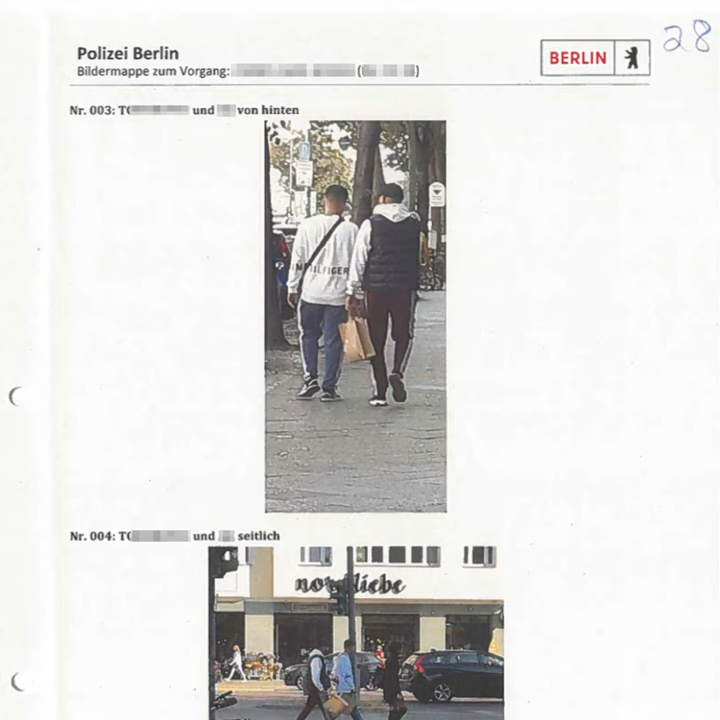 28
Polizei Berlin
BERLIN
Bildermappe zum Vorgang: ( )
Nr. 003: T und von hinten
HILFIGER
Nr. 004: T und seitlich
nordliebe